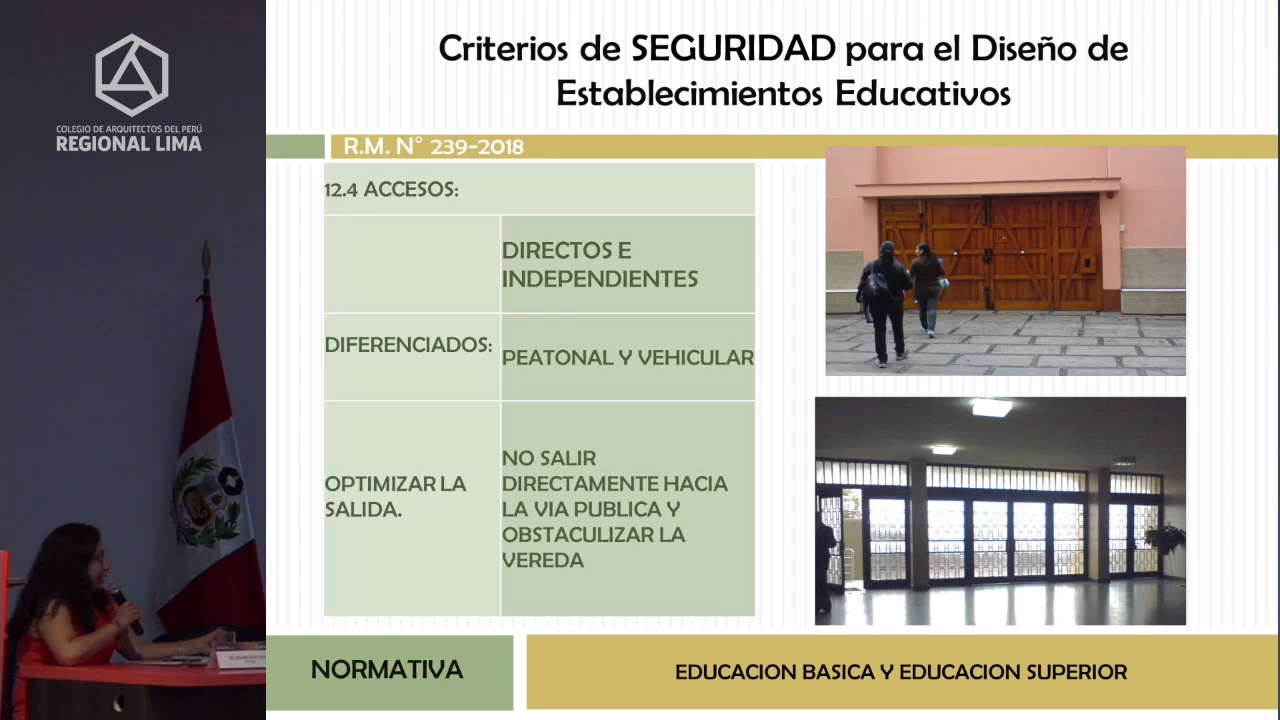 COLEGIO DE ARQUITECTOS DEL PERÚ
REGIONAL LIMA
Criterios de SEGURIDAD para el Diseño de
Establecimientos Educativos
R.M. N° 239-2018
12.4 ACCESOS:
DIRECTOS E
INDEPENDIENTES
DIFERENCIADOS:
PEATONAL Y VEHICULAR
OPTIMIZAR LA
SALIDA.
NO SALIR
DIRECTAMENTE HACIA
LA VIA PUBLICA Y
OBSTACULIZAR LA
VEREDA
NORMATIVA
EDUCACION BASICA Y EDUCACION SUPERIOR